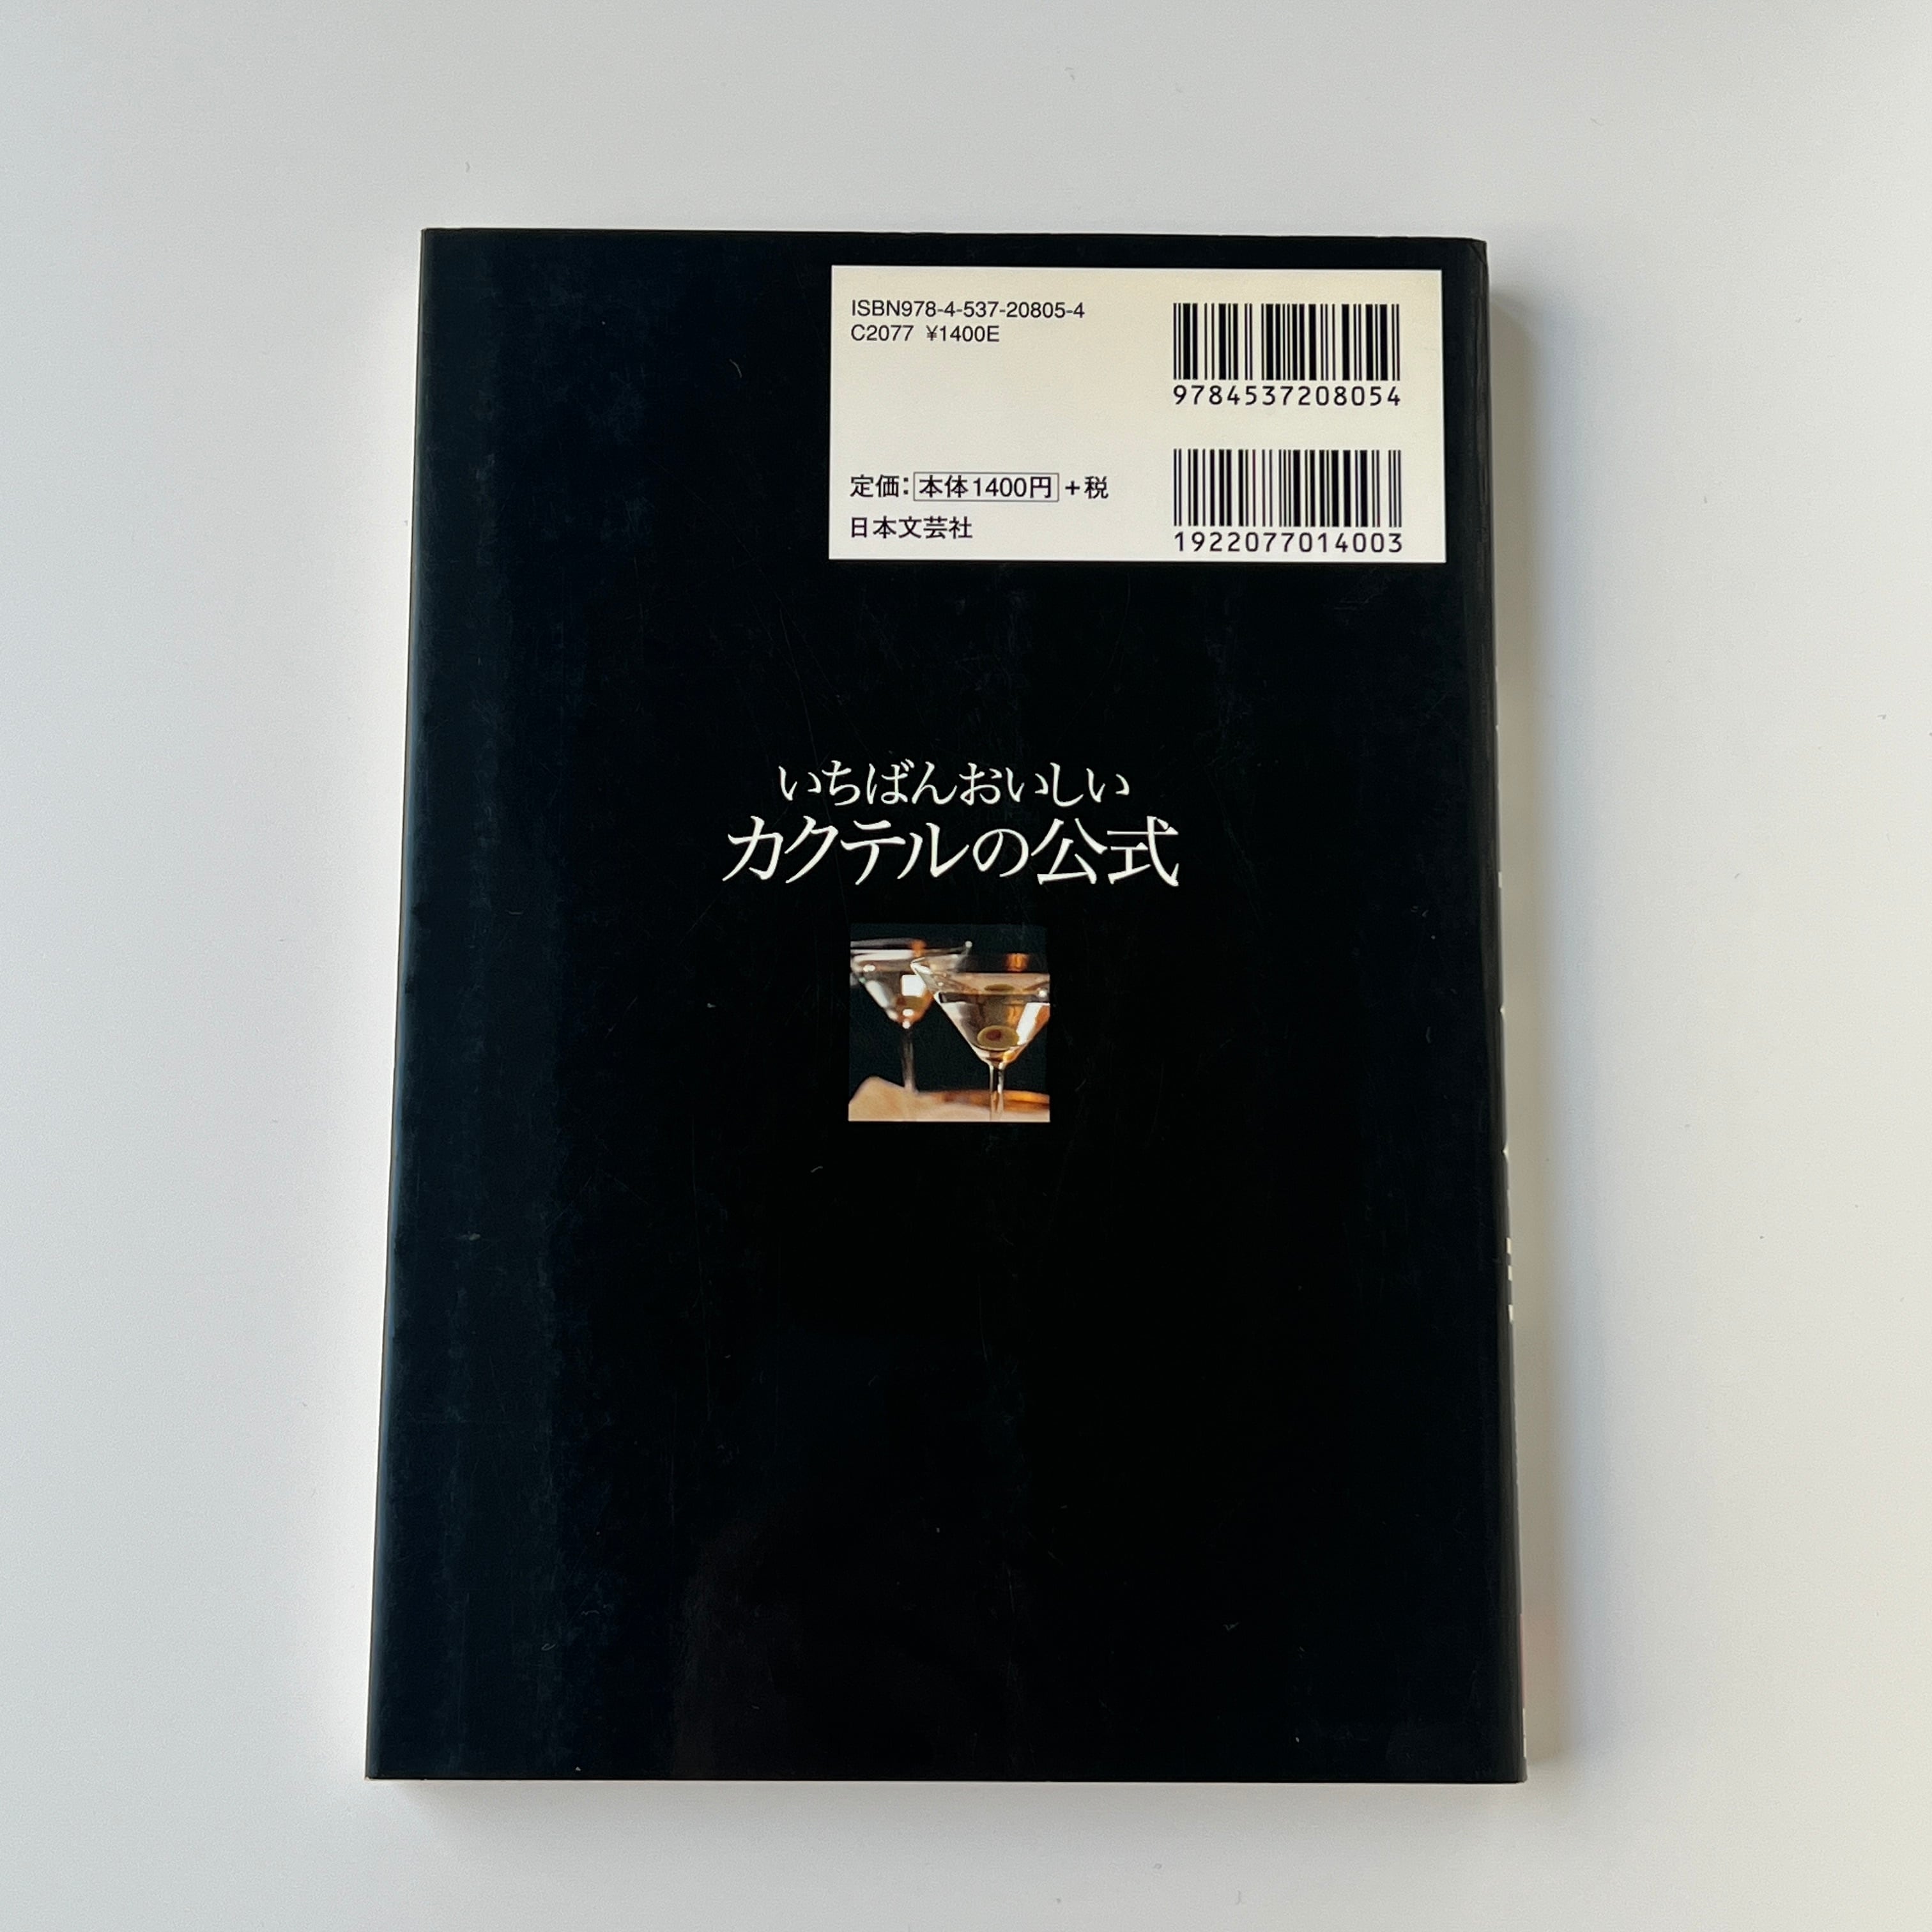 ISBN978-4-537-20805-4
C2077 ¥1400E
9784537208054
定価：本体1400円＋税
日本文芸社
1922077014003
いちばんおいしい
カクテルの公式